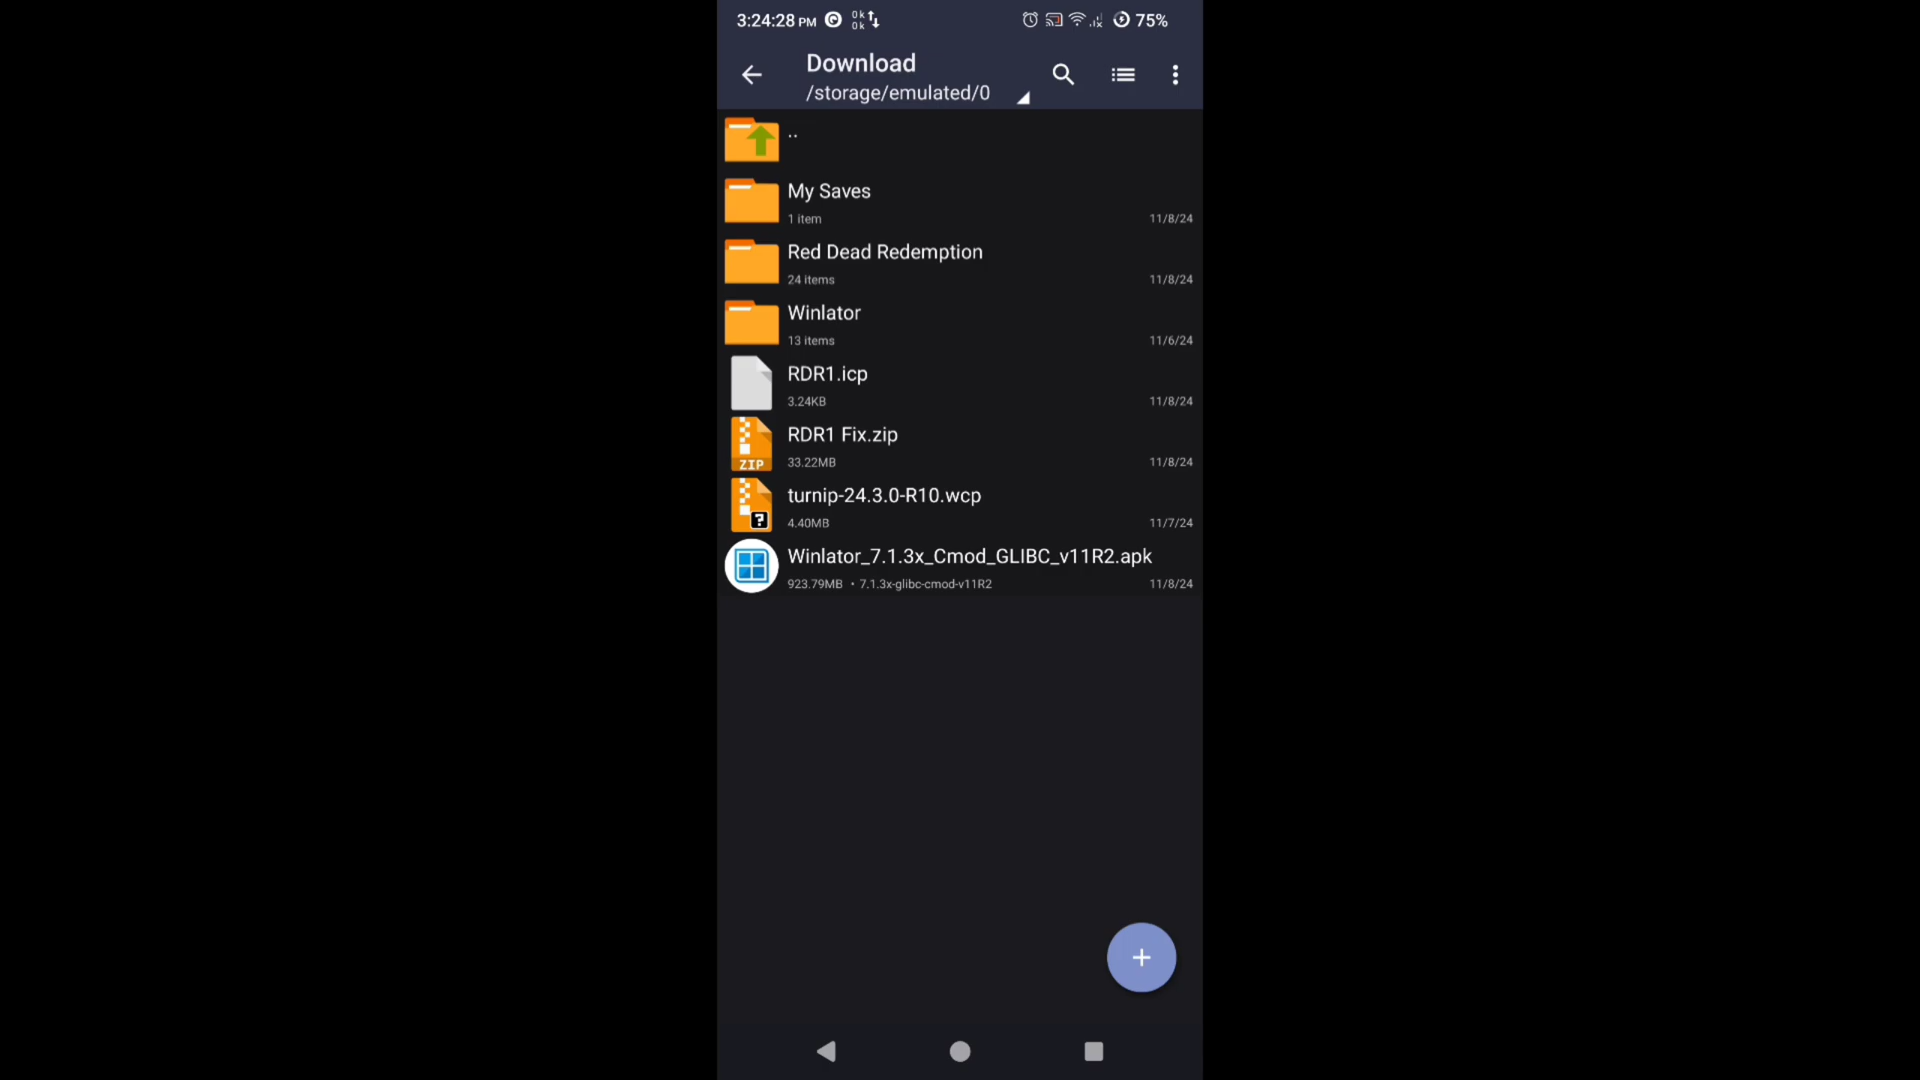 3:24:28 PM 0k 0k 75%
Download
/storage/emulated/0
..
My Saves
1 item 11/8/24
Red Dead Redemption
24 items 11/8/24
Winlator
13 items 11/6/24
RDR1.icp
3.24KB 11/8/24
RDR1 Fix.zip
ZIP
33.22MB 11/8/24
turnip-24.3.0-R10.wcp
?
4.40MB 11/7/24
Winlator_7.1.3x_Cmod_GLIBC_v11R2.apk
923.79MB • 7.1.3x-glibc-cmod-v11R2 11/8/24
+